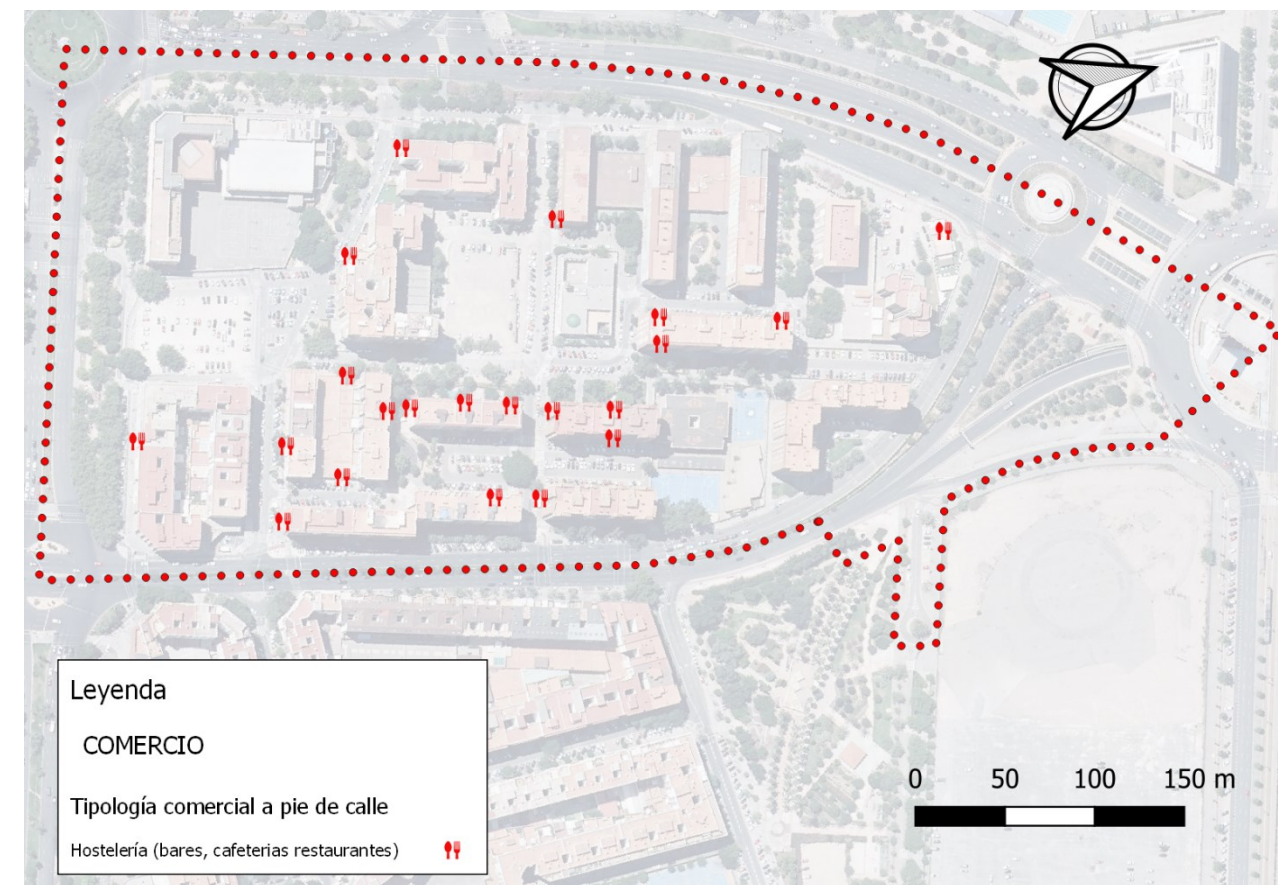 Leyenda
COMERCIO
Tipología comercial a pie de calle
Hostelería (bares, cafeterias restaurantes)
0 50 100 150 m